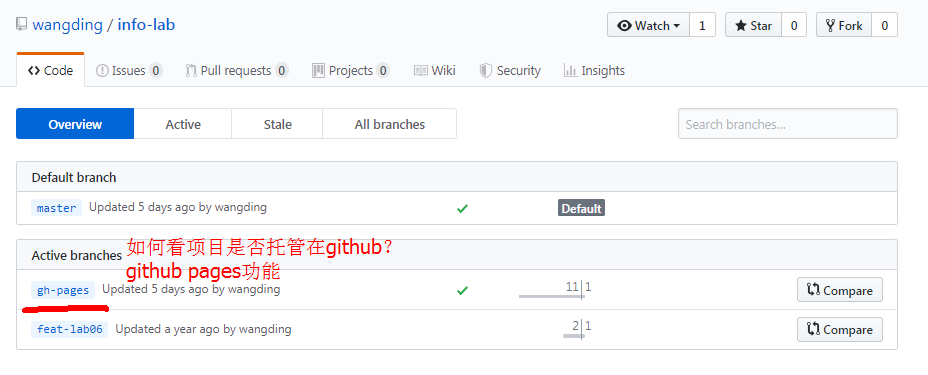 wangding / info-lab
Watch 1 Star 0 Fork 0
Code Issues 0 Pull requests 0 Projects 0 Wiki Security Insights
Overview Active Stale All branches Search branches...
Default branch
master Updated 5 days ago by wangding Default
Active branches
如何看项目是否托管在github?
github pages功能
gh-pages Updated 5 days ago by wangding 11 1 Compare
feat-lab06 Updated a year ago by wangding 2 1 Compare